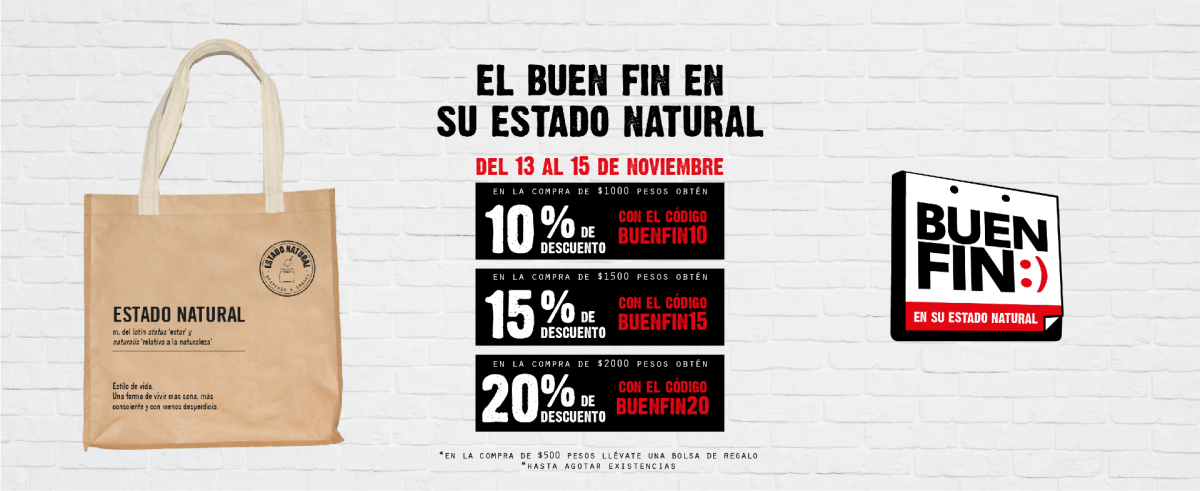 EL BUEN FIN EN
SU ESTADO NATURAL
DEL 13 AL 15 DE NOVIEMBRE
EN LA COMPRA DE $1000 PESOS OBTÉN
10% DE DESCUENTO
CON EL CÓDIGO
BUENFIN10
EN LA COMPRA DE $1500 PESOS OBTÉN
15% DE DESCUENTO
CON EL CÓDIGO
BUENFIN15
EN LA COMPRA DE $2000 PESOS OBTÉN
20% DE DESCUENTO
CON EL CÓDIGO
BUENFIN20
*EN LA COMPRA DE $500 PESOS LLÉVATE UNA BOLSA DE REGALO
*HASTA AGOTAR EXISTENCIAS
ESTADO NATURAL
DESPENSA A GRANEL
ESTADO NATURAL
m. del latín status 'estar' y
naturalis 'relativo a la naturaleza'
Estilo de vida.
Una forma de vivir más sana, más
consciente y con menos desperdicio.
BUEN
FIN:)
EN SU ESTADO NATURAL